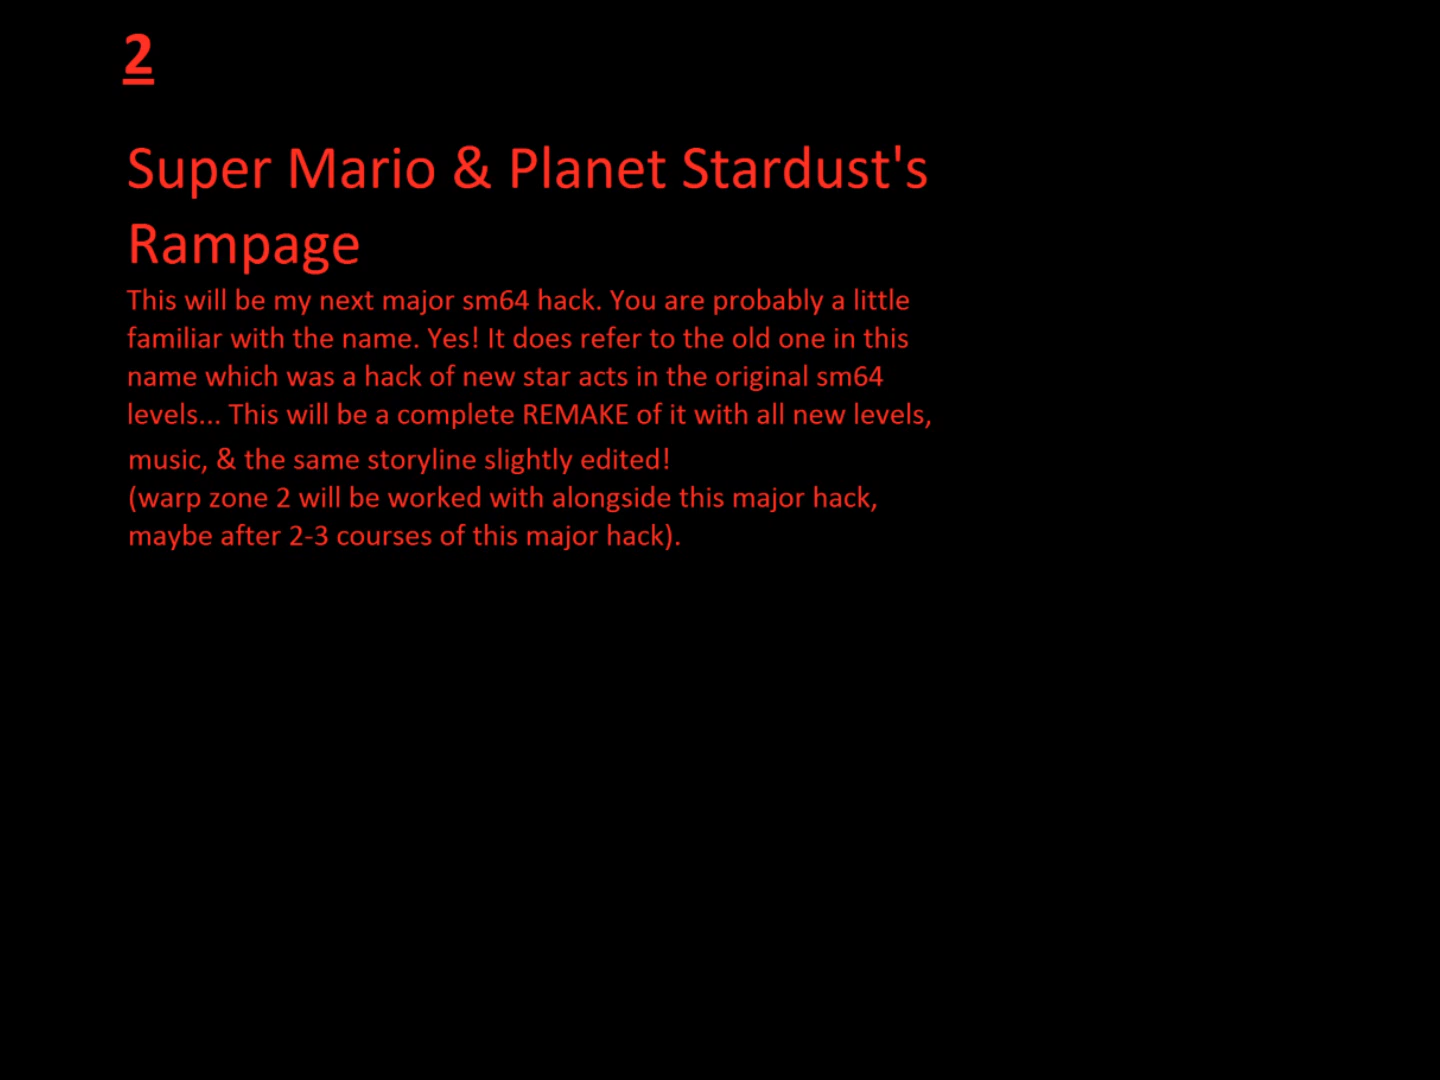 2
Super Mario & Planet Stardust's
Rampage
This will be my next major sm64 hack. You are probably a little
familiar with the name. Yes! It does refer to the old one in this
name which was a hack of new star acts in the original sm64
levels... This will be a complete REMAKE of it with all new levels,
music, & the same storyline slightly edited!
(warp zone 2 will be worked with alongside this major hack,
maybe after 2-3 courses of this major hack).